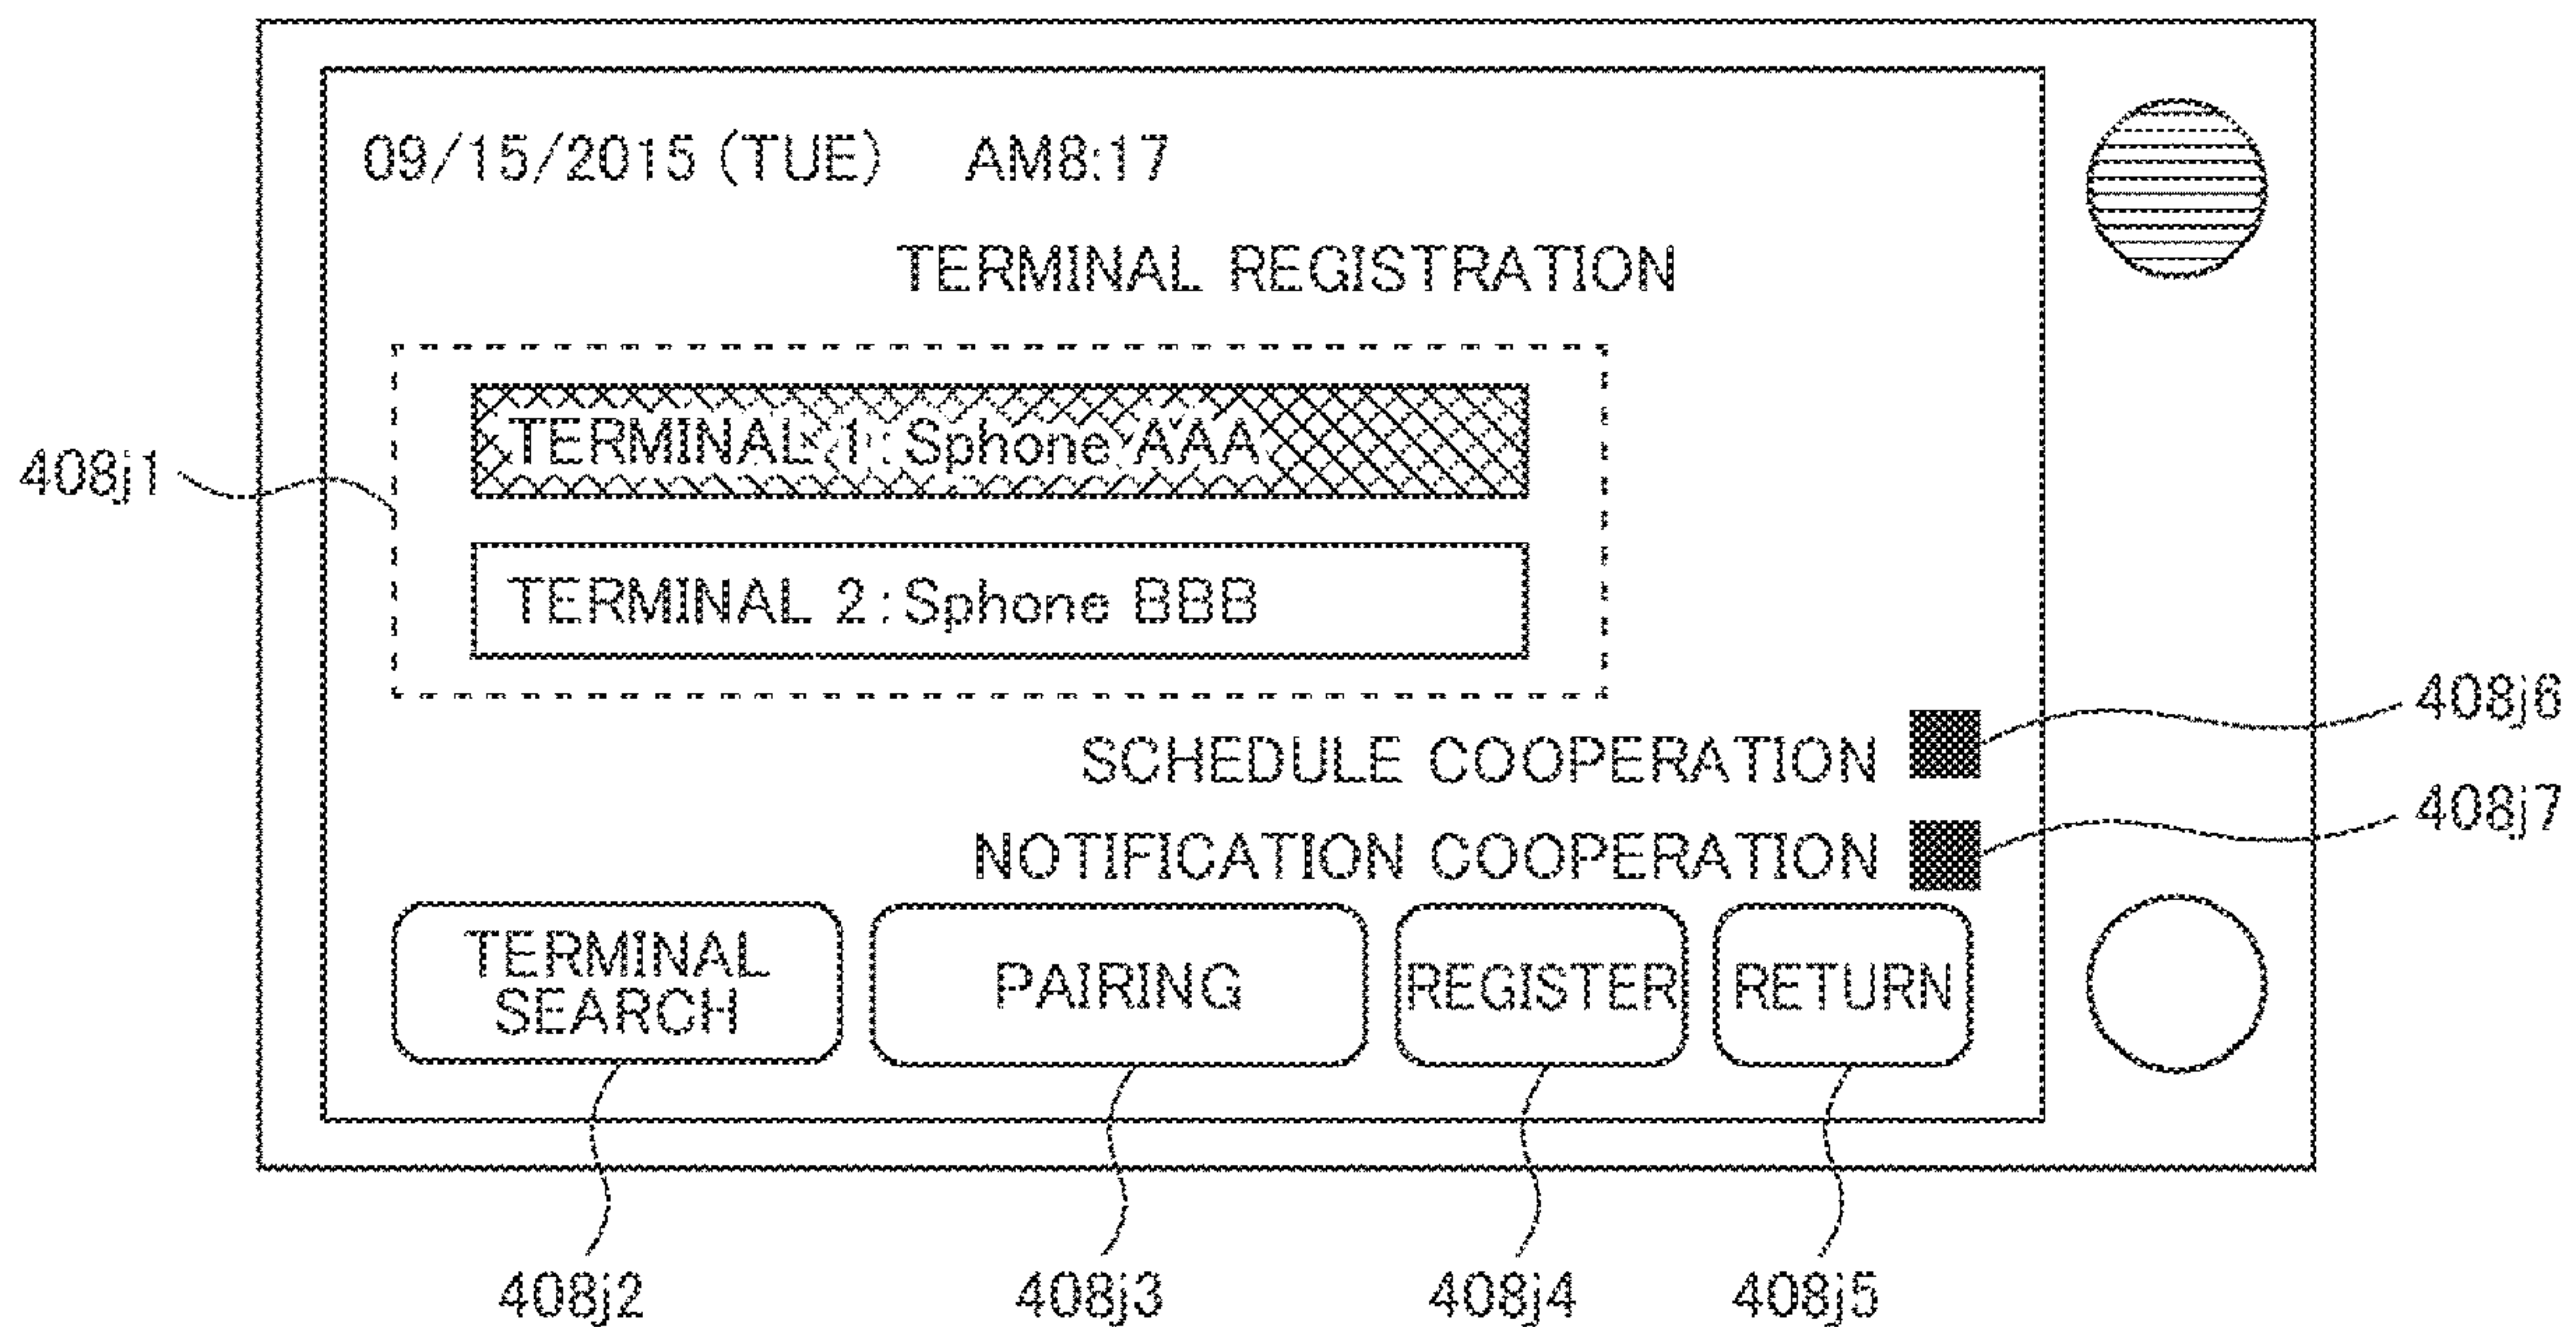 09/15/2015 (TUE) AM8:17
TERMINAL REGISTRATION
TERMINAL 1:Sphone AAA
408j1
TERMINAL 2:Sphone BBB
408j6
SCHEDULE COOPERATION
408j7
NOTIFICATION COOPERATION
TERMINAL
SEARCH
PAIRING
REGISTER
RETURN
408j2
408j3
408j4
408j5